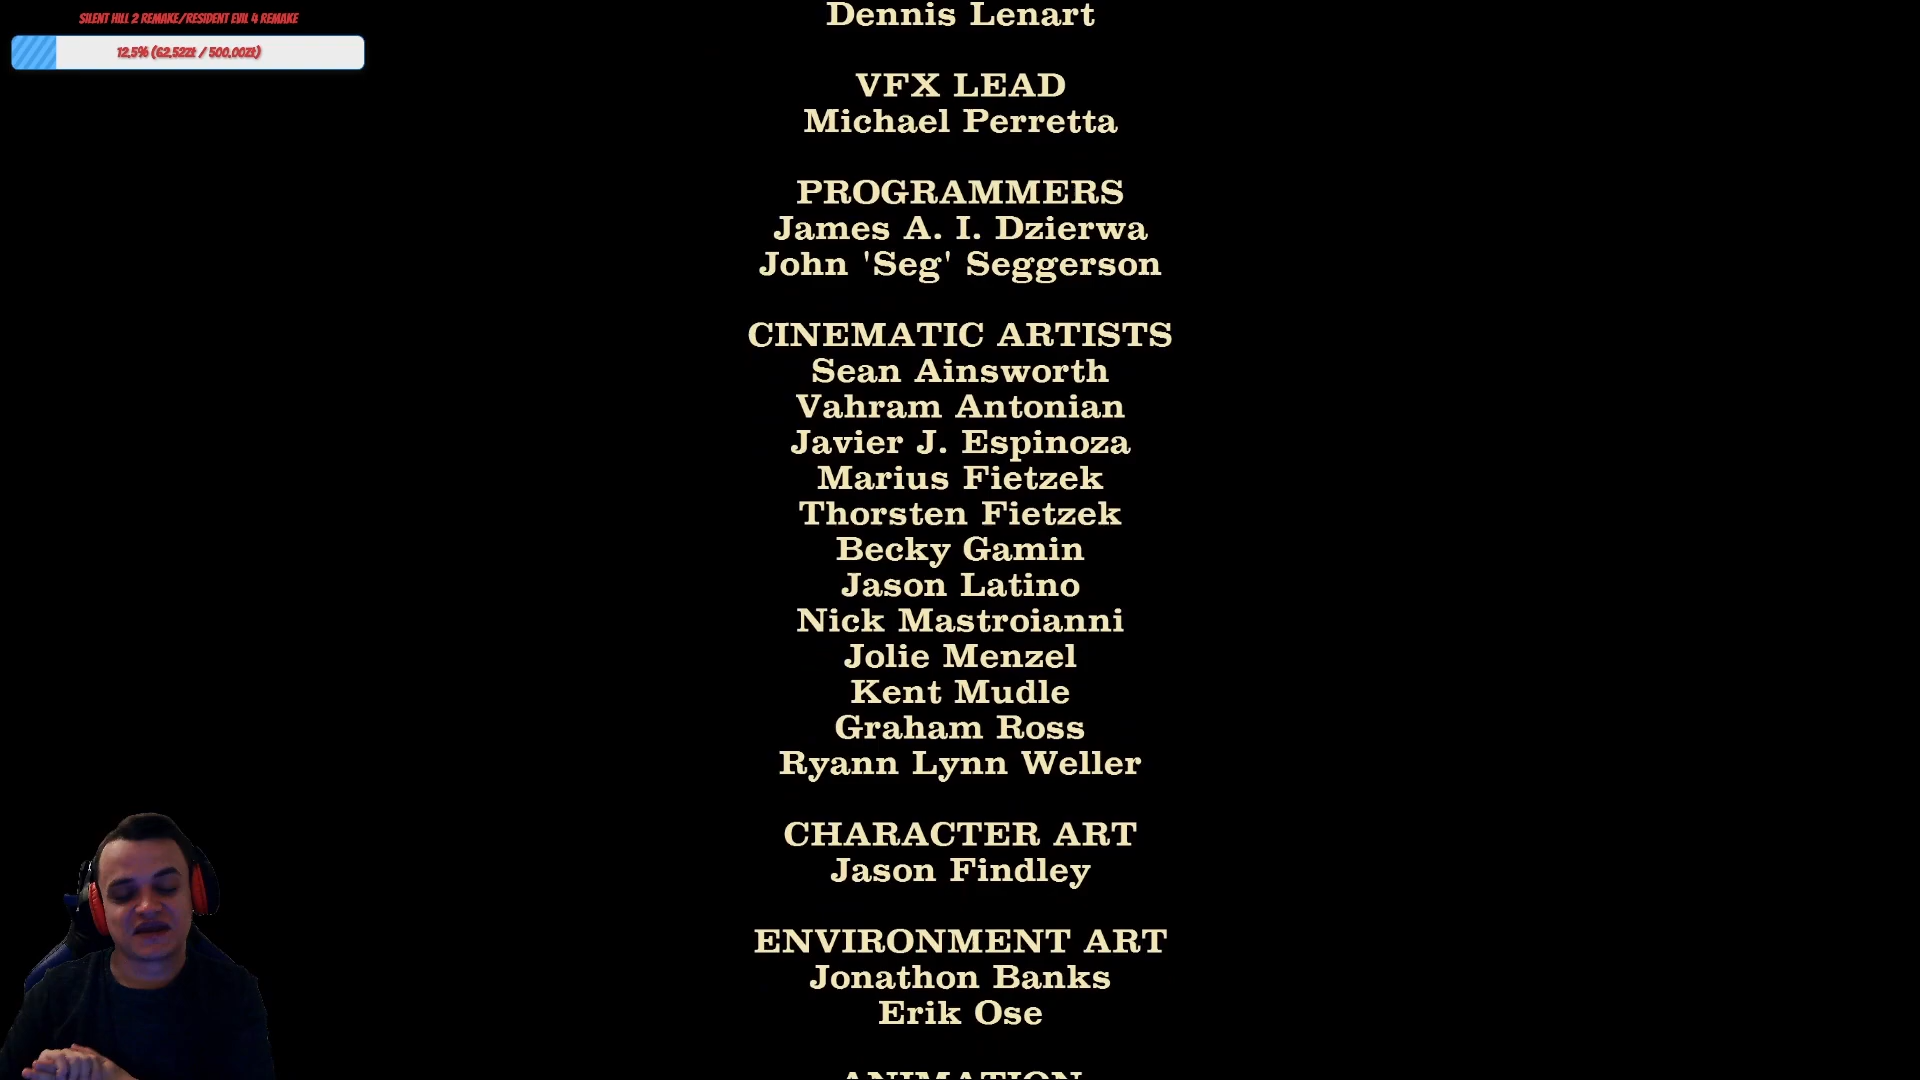 SILENT HILL 2 REMAKE/RESIDENT EVIL 4 REMAKE
12.5% (62.52zł / 500.00zł)
Dennis Lenart
VFX LEAD
Michael Perretta
PROGRAMMERS
James A. I. Dzierwa
John 'Seg' Seggerson
CINEMATIC ARTISTS
Sean Ainsworth
Vahram Antonian
Javier J. Espinoza
Marius Fietzek
Thorsten Fietzek
Becky Gamin
Jason Latino
Nick Mastroianni
Jolie Menzel
Kent Mudle
Graham Ross
Ryann Lynn Weller
CHARACTER ART
Jason Findley
ENVIRONMENT ART
Jonathon Banks
Erik Ose
ANIMATION